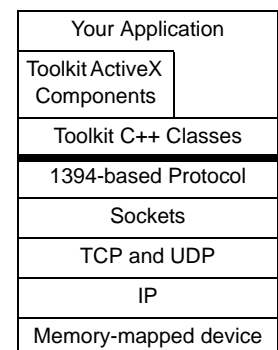 Your Application
Toolkit ActiveX
Components
Toolkit C++ Classes
1394-based Protocol
Sockets
TCP and UDP
IP
Memory-mapped device